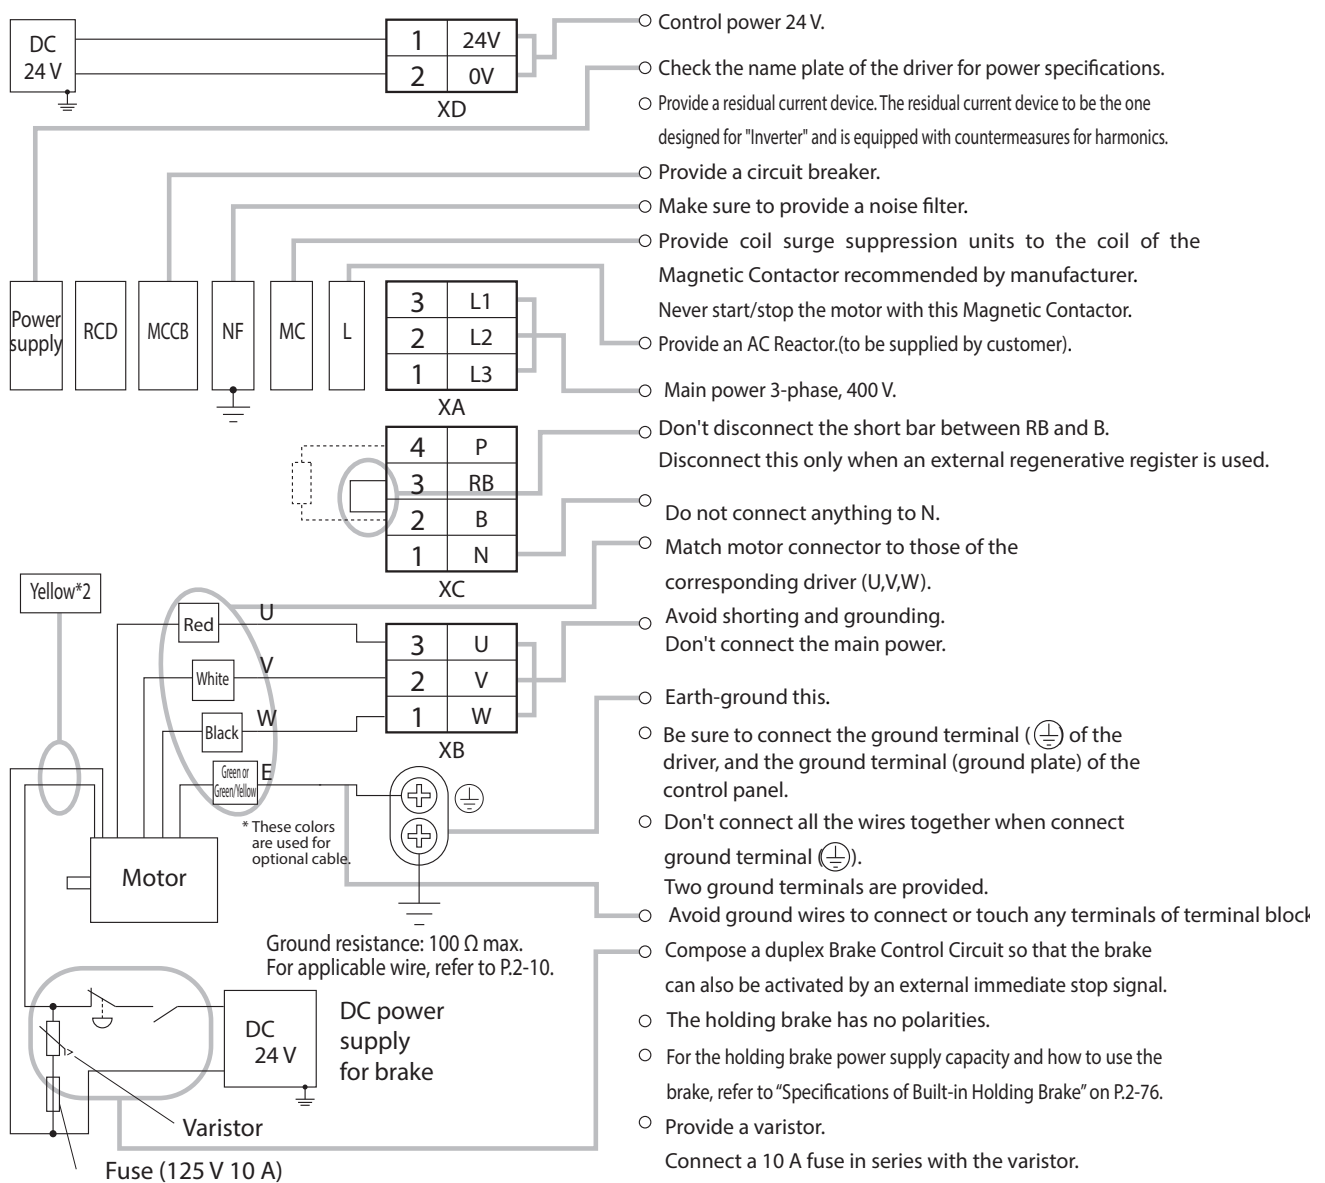 DC
24 V
1 24V
2 0V
XD
Control power 24 V.
Check the name plate of the driver for power specifications.
Provide a residual current device. The residual current device to be the one
designed for "Inverter" and is equipped with countermeasures for harmonics.
Provide a circuit breaker.
Make sure to provide a noise filter.
Provide coil surge suppression units to the coil of the
Magnetic Contactor recommended by manufacturer.
Never start/stop the motor with this Magnetic Contactor.
Provide an AC Reactor.(to be supplied by customer).
Power
supply
RCD
MCCB
NF
MC
L
3 L1
2 L2
1 L3
XA
Main power 3-phase, 400 V.
Don't disconnect the short bar between RB and B.
Disconnect this only when an external regenerative register is used.
4 P
3 RB
2 B
1 N
XC
Do not connect anything to N.
Match motor connector to those of the
corresponding driver (U,V,W).
Yellow*2
Red
U
White
V
Black
W
Green or
Green/Yellow
E
3 U
2 V
1 W
XB
Avoid shorting and grounding.
Don't connect the main power.
Earth-ground this.
Be sure to connect the ground terminal ( ) of the
driver, and the ground terminal (ground plate) of the
control panel.
Don't connect all the wires together when connect
ground terminal ( ).
Two ground terminals are provided.
Avoid ground wires to connect or touch any terminals of terminal block
* These colors
are used for
optional cable.
Motor
Ground resistance: 100 Ω max.
For applicable wire, refer to P.2-10.
Compose a duplex Brake Control Circuit so that the brake
can also be activated by an external immediate stop signal.
The holding brake has no polarities.
For the holding brake power supply capacity and how to use the
brake, refer to “Specifications of Built-in Holding Brake” on P.2-76.
Provide a varistor.
Connect a 10 A fuse in series with the varistor.
DC
24 V
DC power
supply
for brake
Varistor
Fuse (125 V 10 A)